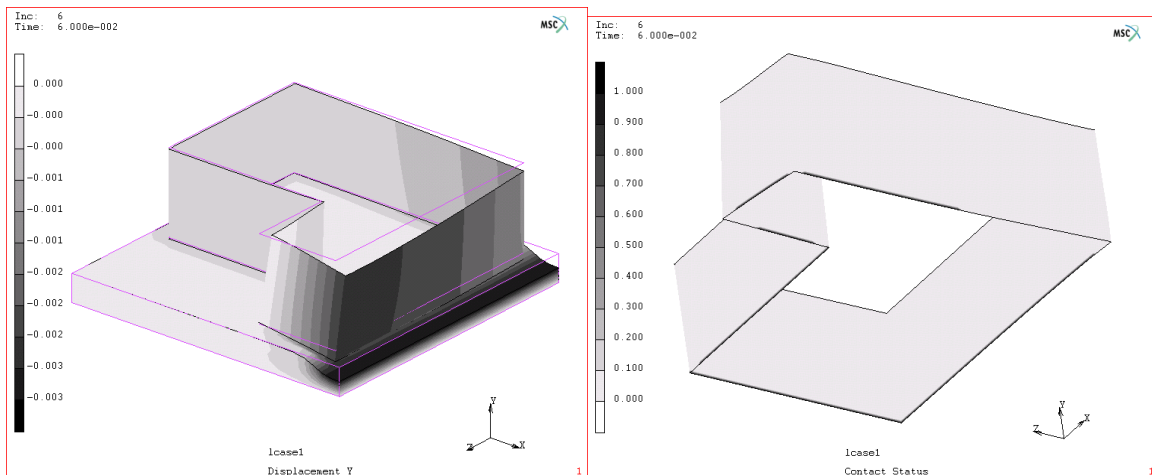 Inc: 6
Time: 6.000e-002
MSC
0.000
-0.000
-0.000
-0.001
-0.001
-0.001
-0.002
-0.002
-0.002
-0.003
-0.003
Y
Z
X
lcase1
Displacement Y
1
Inc: 6
Time: 6.000e-002
MSC
1.000
0.900
0.800
0.700
0.600
0.500
0.400
0.300
0.200
0.100
0.000
Y
X
Z
lcase1
Contact Status
1